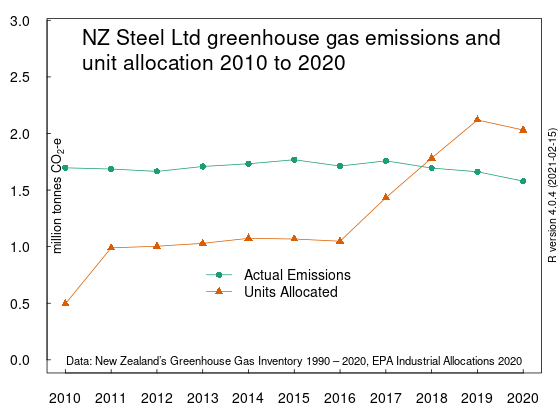 NZ Steel Ltd greenhouse gas emissions and
unit allocation 2010 to 2020
3.0
2.5
2.0
1.5
1.0
0.5
0.0
million tonnes CO₂-e
Actual Emissions
Units Allocated
Data: New Zealand's Greenhouse Gas Inventory 1990 – 2020, EPA Industrial Allocations 2020
2010 2011 2012 2013 2014 2015 2016 2017 2018 2019 2020
R version 4.0.4 (2021-02-15)